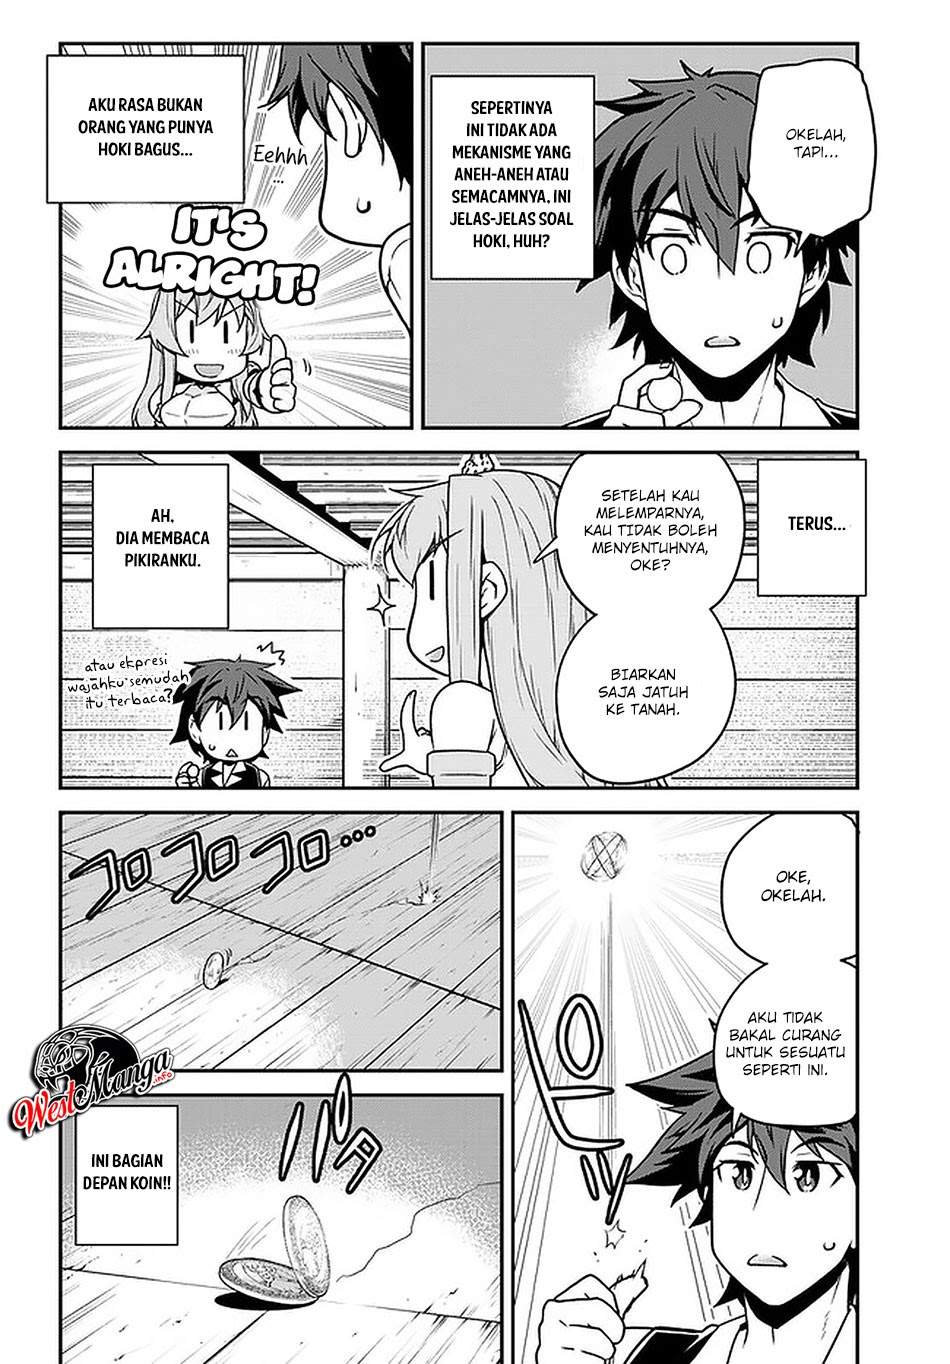 OKELAH,
TAPI...
SEPERTINYA
INI TIDAK ADA
MEKANISME YANG
ANEH-ANEH ATAU
SEMACAMNYA, INI
JELAS-JELAS SOAL
HOKI, HUH?
AKU RASA BUKAN
ORANG YANG PUNYA
HOKI BAGUS...
Eehhh
...
IT'S
ALRIGHT!
TERUS...
SETELAH KAU
MELEMPARNYA,
KAU TIDAK BOLEH
MENYENTUHNYA,
OKE?
BIARKAN
SAJA JATUH
KE TANAH.
AH,
DIA MEMBACA
PIKIRANKU.
atau ekpresi
wajahku semudah
itu terbaca?
OKE,
OKELAH.
AKU TIDAK
BAKAL CURANG
UNTUK SESUATU
SEPERTI INI.
ピンッ
コロコロコロ...
INI BAGIAN
DEPAN KOIN!!
パタ
WestManga
.info